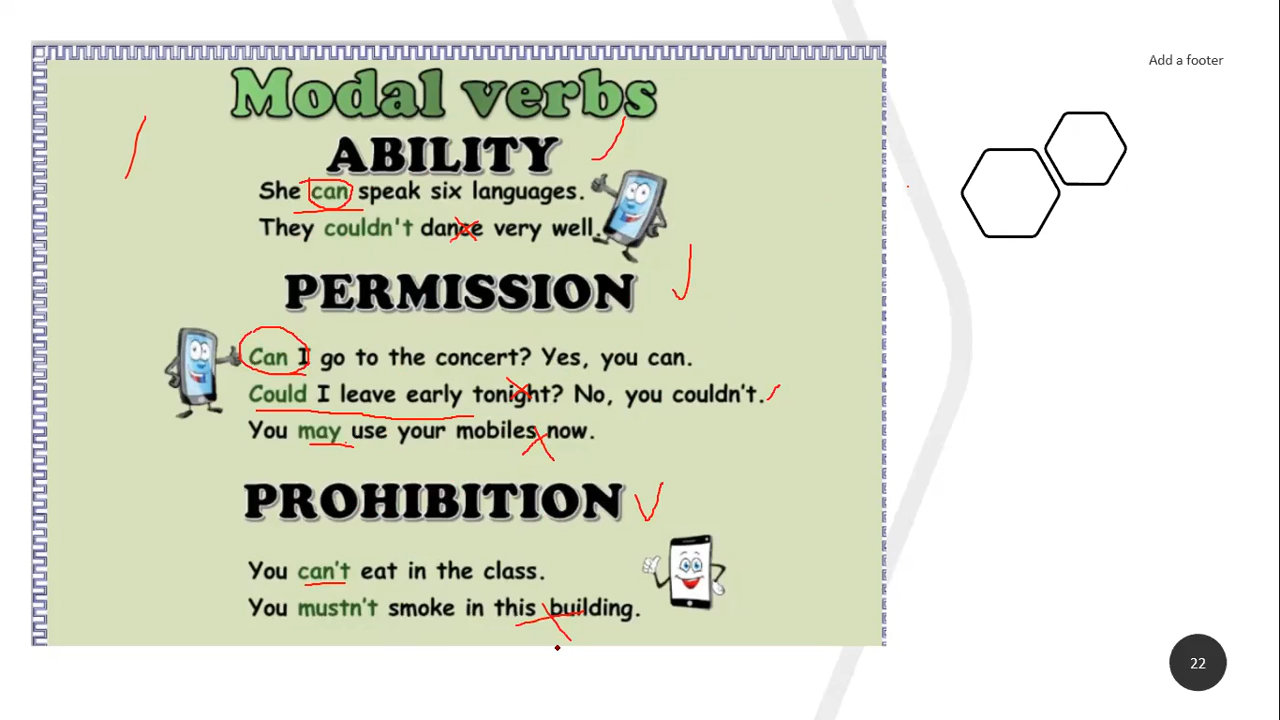 Modal verbs
Add a footer
ABILITY
She can speak six languages.
They couldn't dance very well.
PERMISSION
Can I go to the concert? Yes, you can.
Could I leave early tonight? No, you couldn't.
You may use your mobiles now.
PROHIBITION
You can't eat in the class.
You mustn't smoke in this building.
22